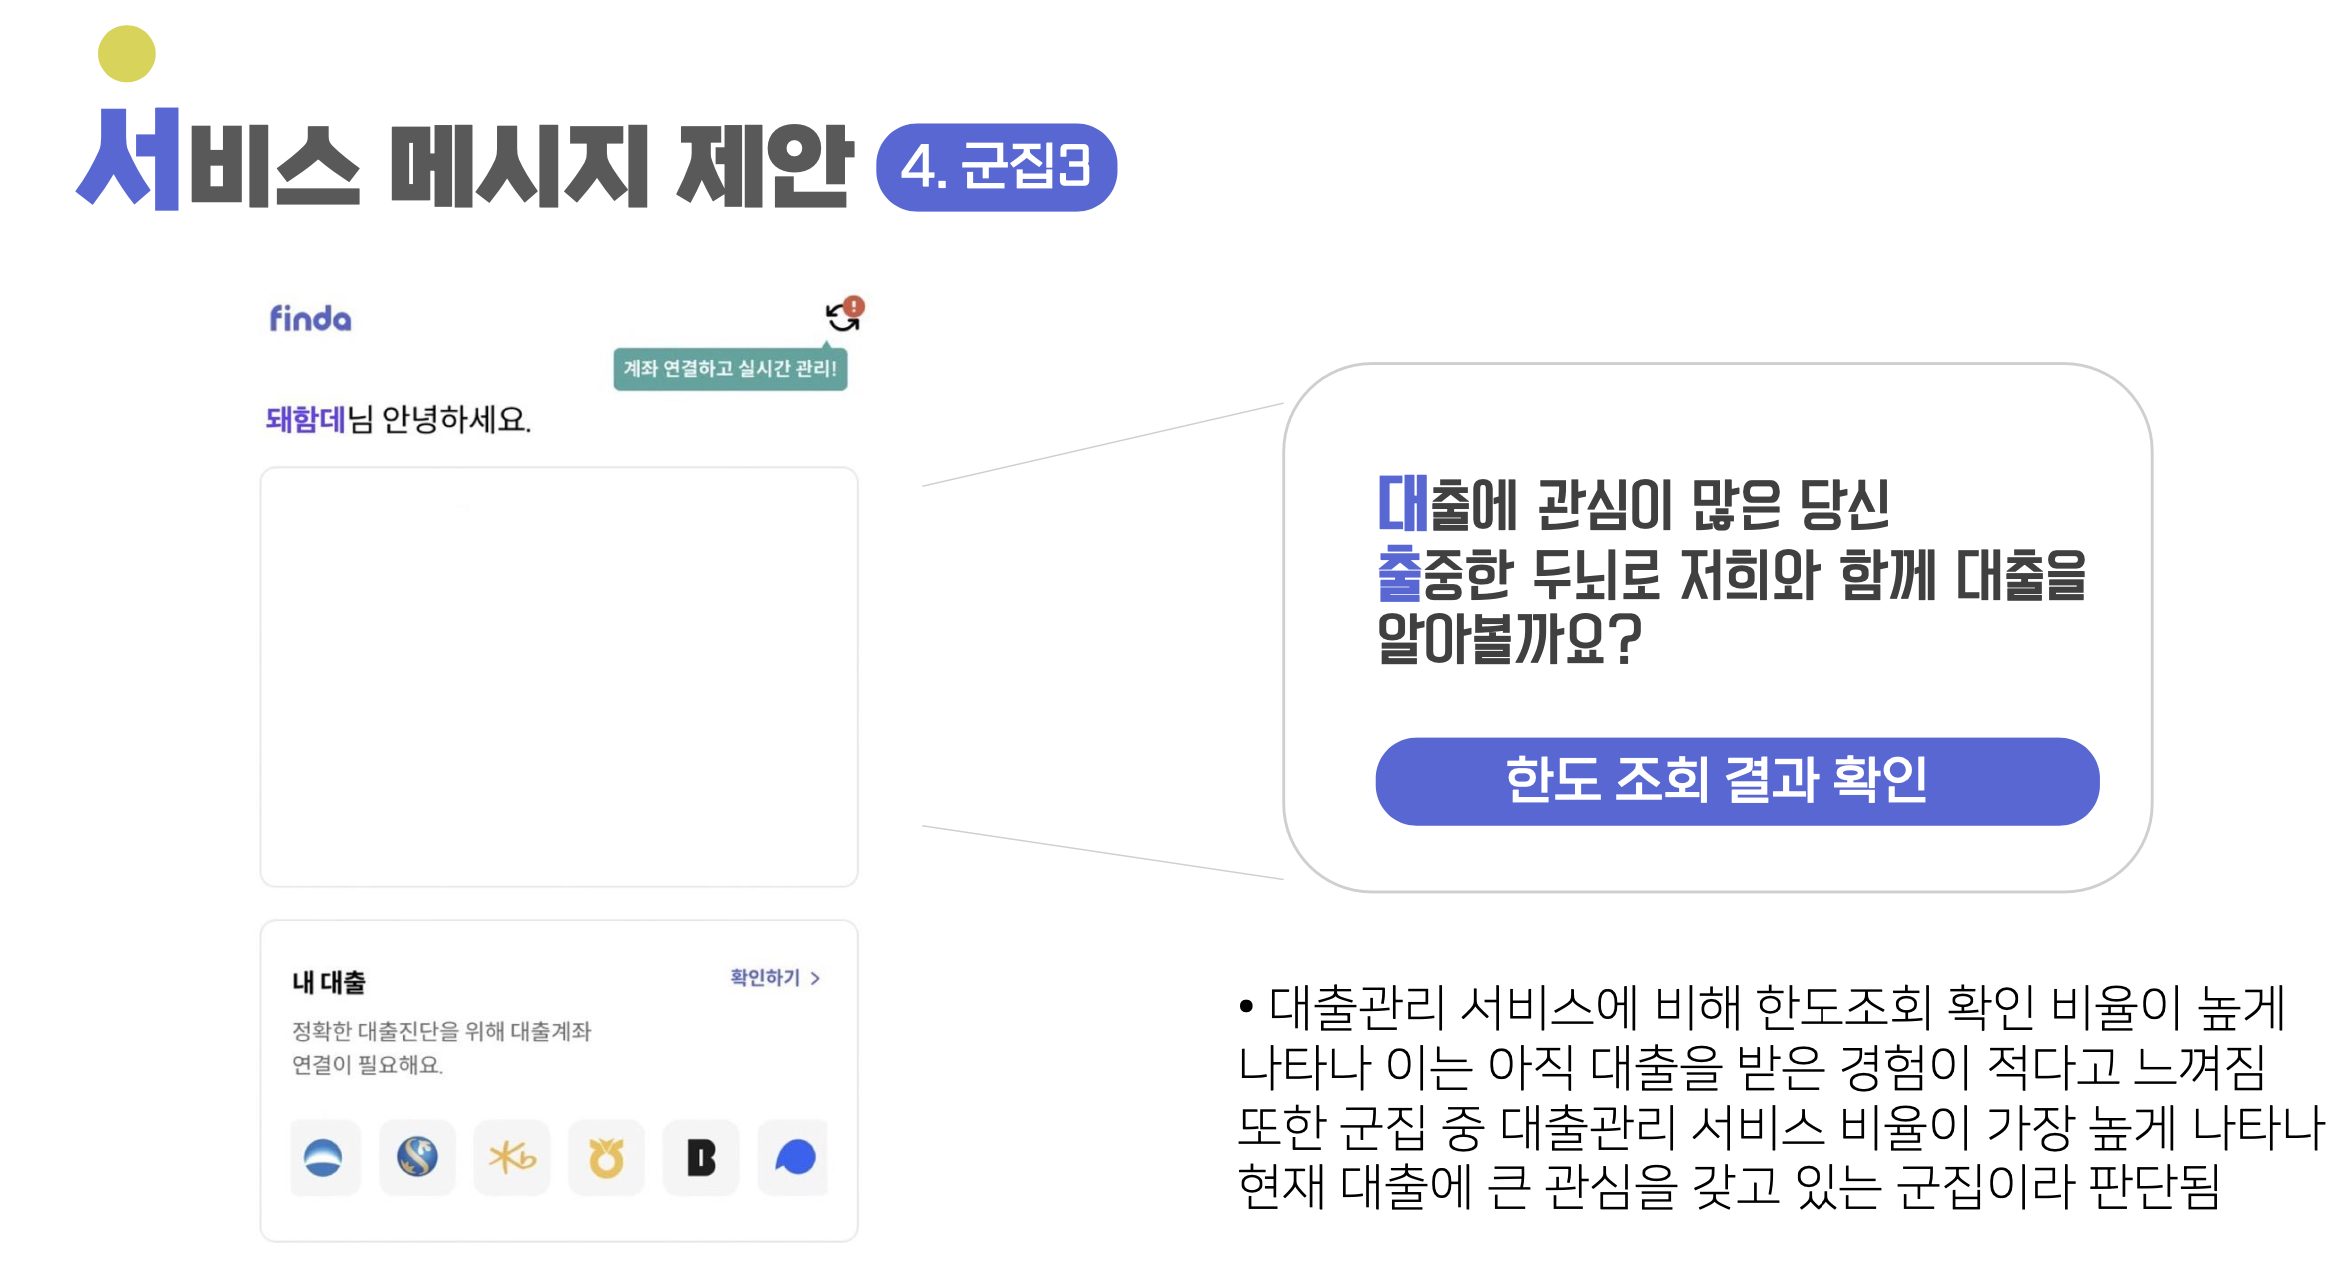 서비스 메시지 제안
4. 군집3
finda
계좌 연결하고 실시간 관리!
돼함데님 안녕하세요.
대출에 관심이 많은 당신
출중한 두뇌로 저희와 함께 대출을
알아볼까요?
한도 조회 결과 확인
내 대출
확인하기 >
정확한 대출진단을 위해 대출계좌
연결이 필요해요.
Kb
B
• 대출관리 서비스에 비해 한도조회 확인 비율이 높게
나타나 이는 아직 대출을 받은 경험이 적다고 느껴짐
또한 군집 중 대출관리 서비스 비율이 가장 높게 나타나
현재 대출에 큰 관심을 갖고 있는 군집이라 판단됨